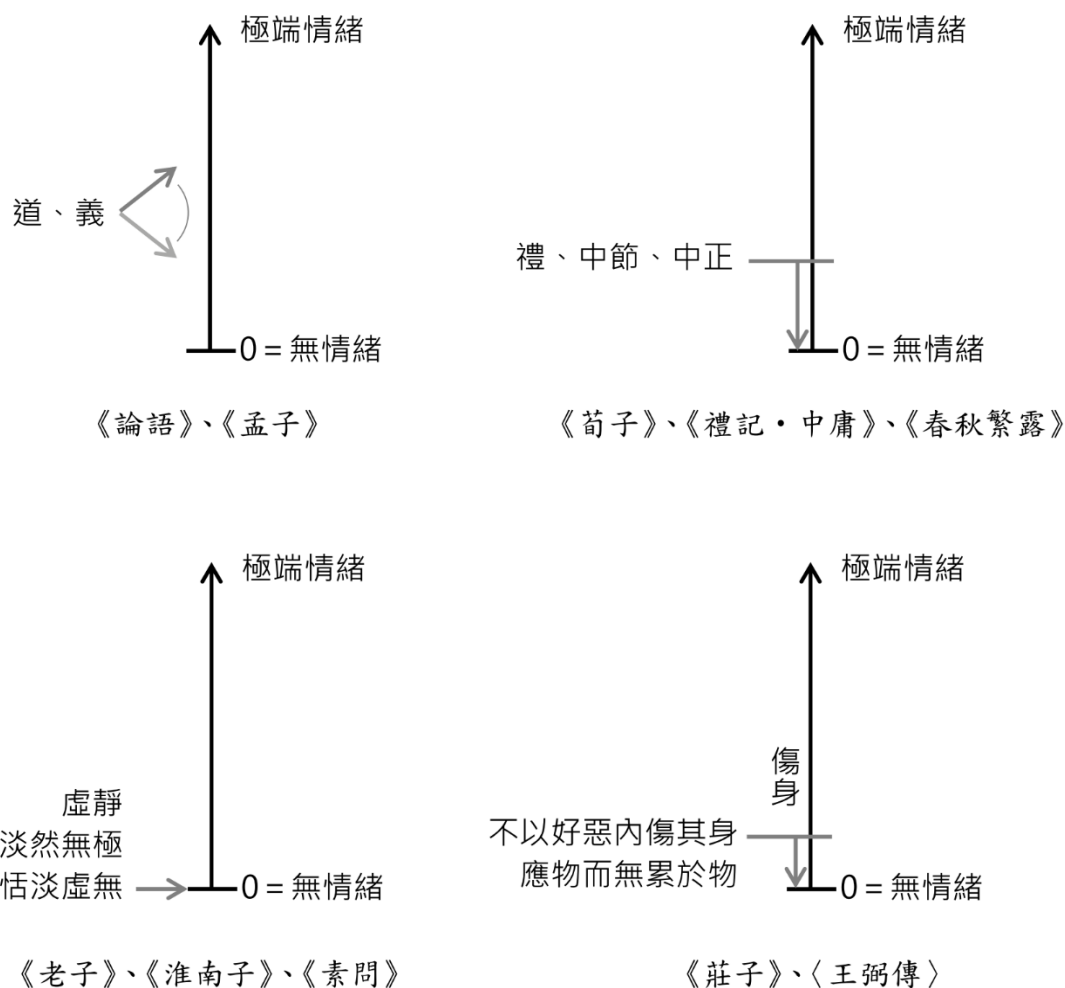 極端情緒
道、義
0 = 無情緒
《論語》、《孟子》
極端情緒
禮、中節、中正
0 = 無情緒
《荀子》、《禮記・中庸》、《春秋繁露》
極端情緒
虛靜
淡然無極
恬淡虛無
0 = 無情緒
《老子》、《淮南子》、《素問》
極端情緒
傷身
不以好惡內傷其身
應物而無累於物
0 = 無情緒
《莊子》、〈王弼傳〉